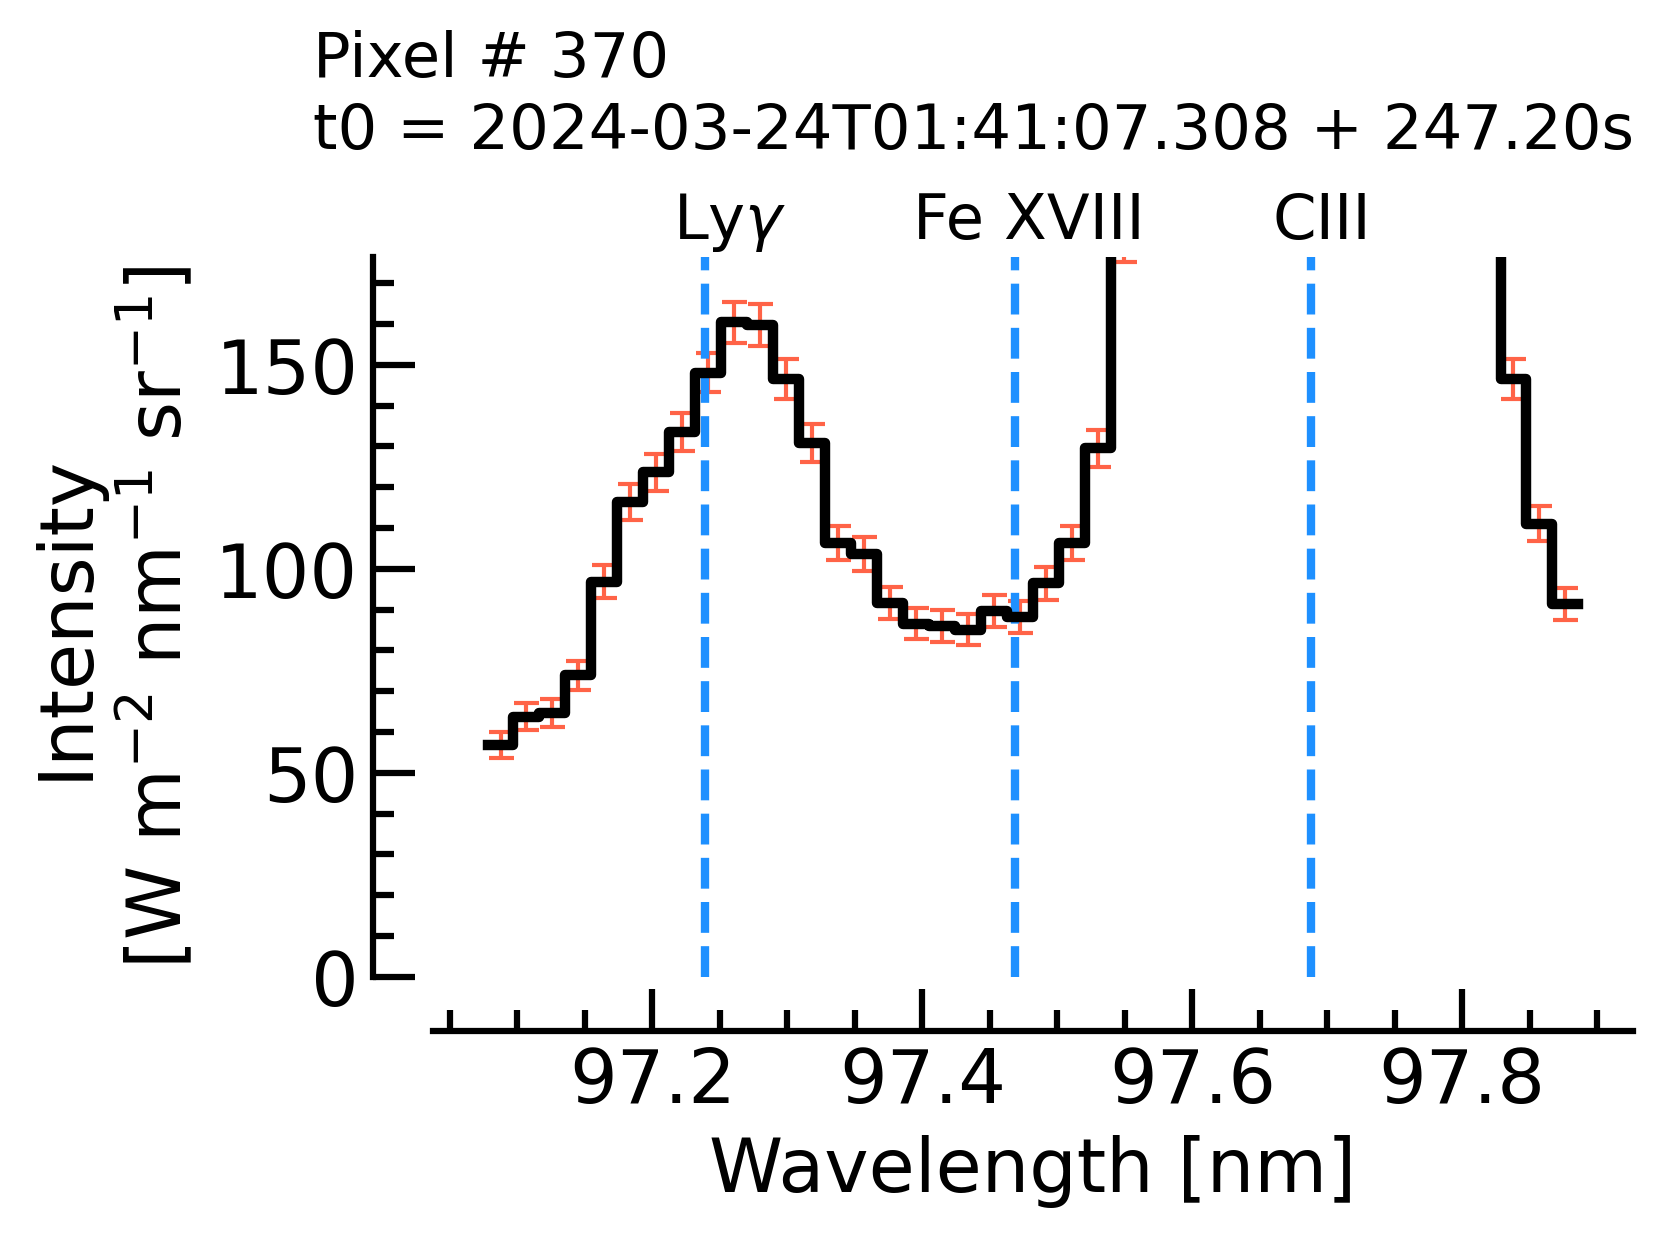 Pixel # 370
t0 = 2024-03-24T01:41:07.308 + 247.20s
Lyγ Fe XVIII CIII
Intensity
[W m⁻² nm⁻¹ sr⁻¹]
150
100
50
0
97.2 97.4 97.6 97.8
Wavelength [nm]